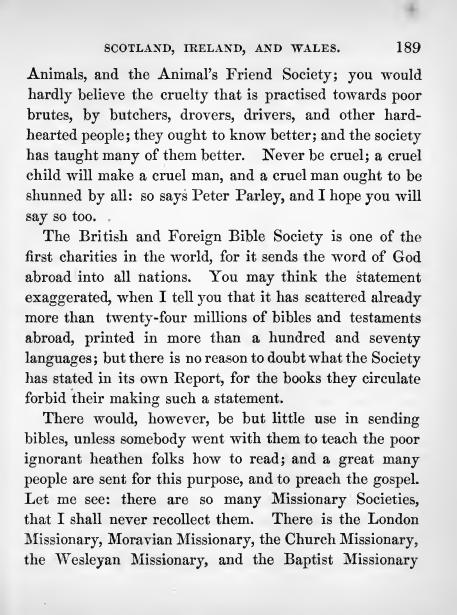 SCOTLAND, IRELAND, AND WALES. 189
Animals, and the Animal's Friend Society; you would
hardly believe the cruelty that is practised towards poor
brutes, by butchers, drovers, drivers, and other hard-
hearted people; they ought to know better; and the society
has taught many of them better. Never be cruel; a cruel
child will make a cruel man, and a cruel man ought to be
shunned by all: so says Peter Parley, and I hope you will
say so too.
The British and Foreign Bible Society is one of the
first charities in the world, for it sends the word of God
abroad into all nations. You may think the statement
exaggerated, when I tell you that it has scattered already
more than twenty-four millions of bibles and testaments
abroad, printed in more than a hundred and seventy
languages; but there is no reason to doubt what the Society
has stated in its own Report, for the books they circulate
forbid their making such a statement.
There would, however, be but little use in sending
bibles, unless somebody went with them to teach the poor
ignorant heathen folks how to read; and a great many
people are sent for this purpose, and to preach the gospel.
Let me see: there are so many Missionary Societies,
that I shall never recollect them. There is the London
Missionary, Moravian Missionary, the Church Missionary,
the Wesleyan Missionary, and the Baptist Missionary